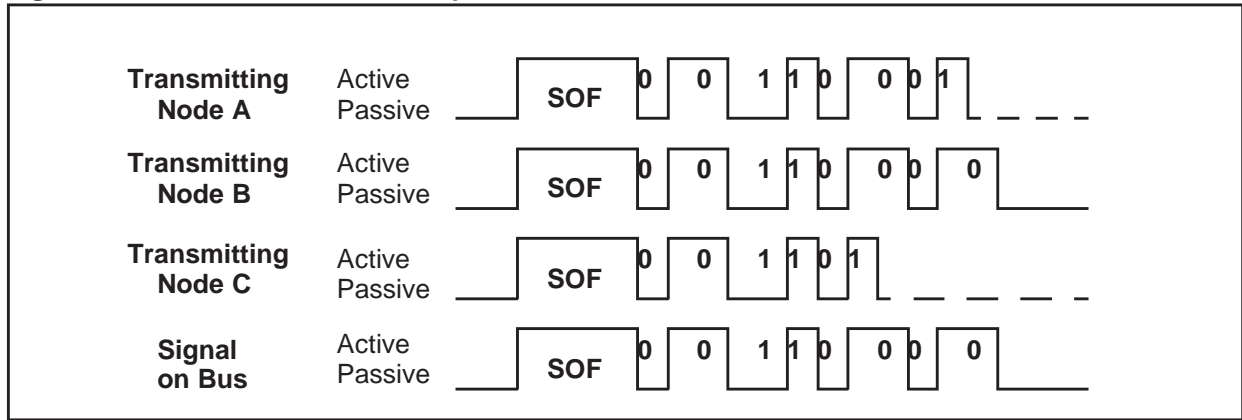 Transmitting
Node A
Active
Passive
SOF
0 0 1 1 0 0 0 1
Transmitting
Node B
Active
Passive
SOF
0 0 1 1 0 0 0 0
Transmitting
Node C
Active
Passive
SOF
0 0 1 1 0 1
Signal
on Bus
Active
Passive
SOF
0 0 1 1 0 0 0 0